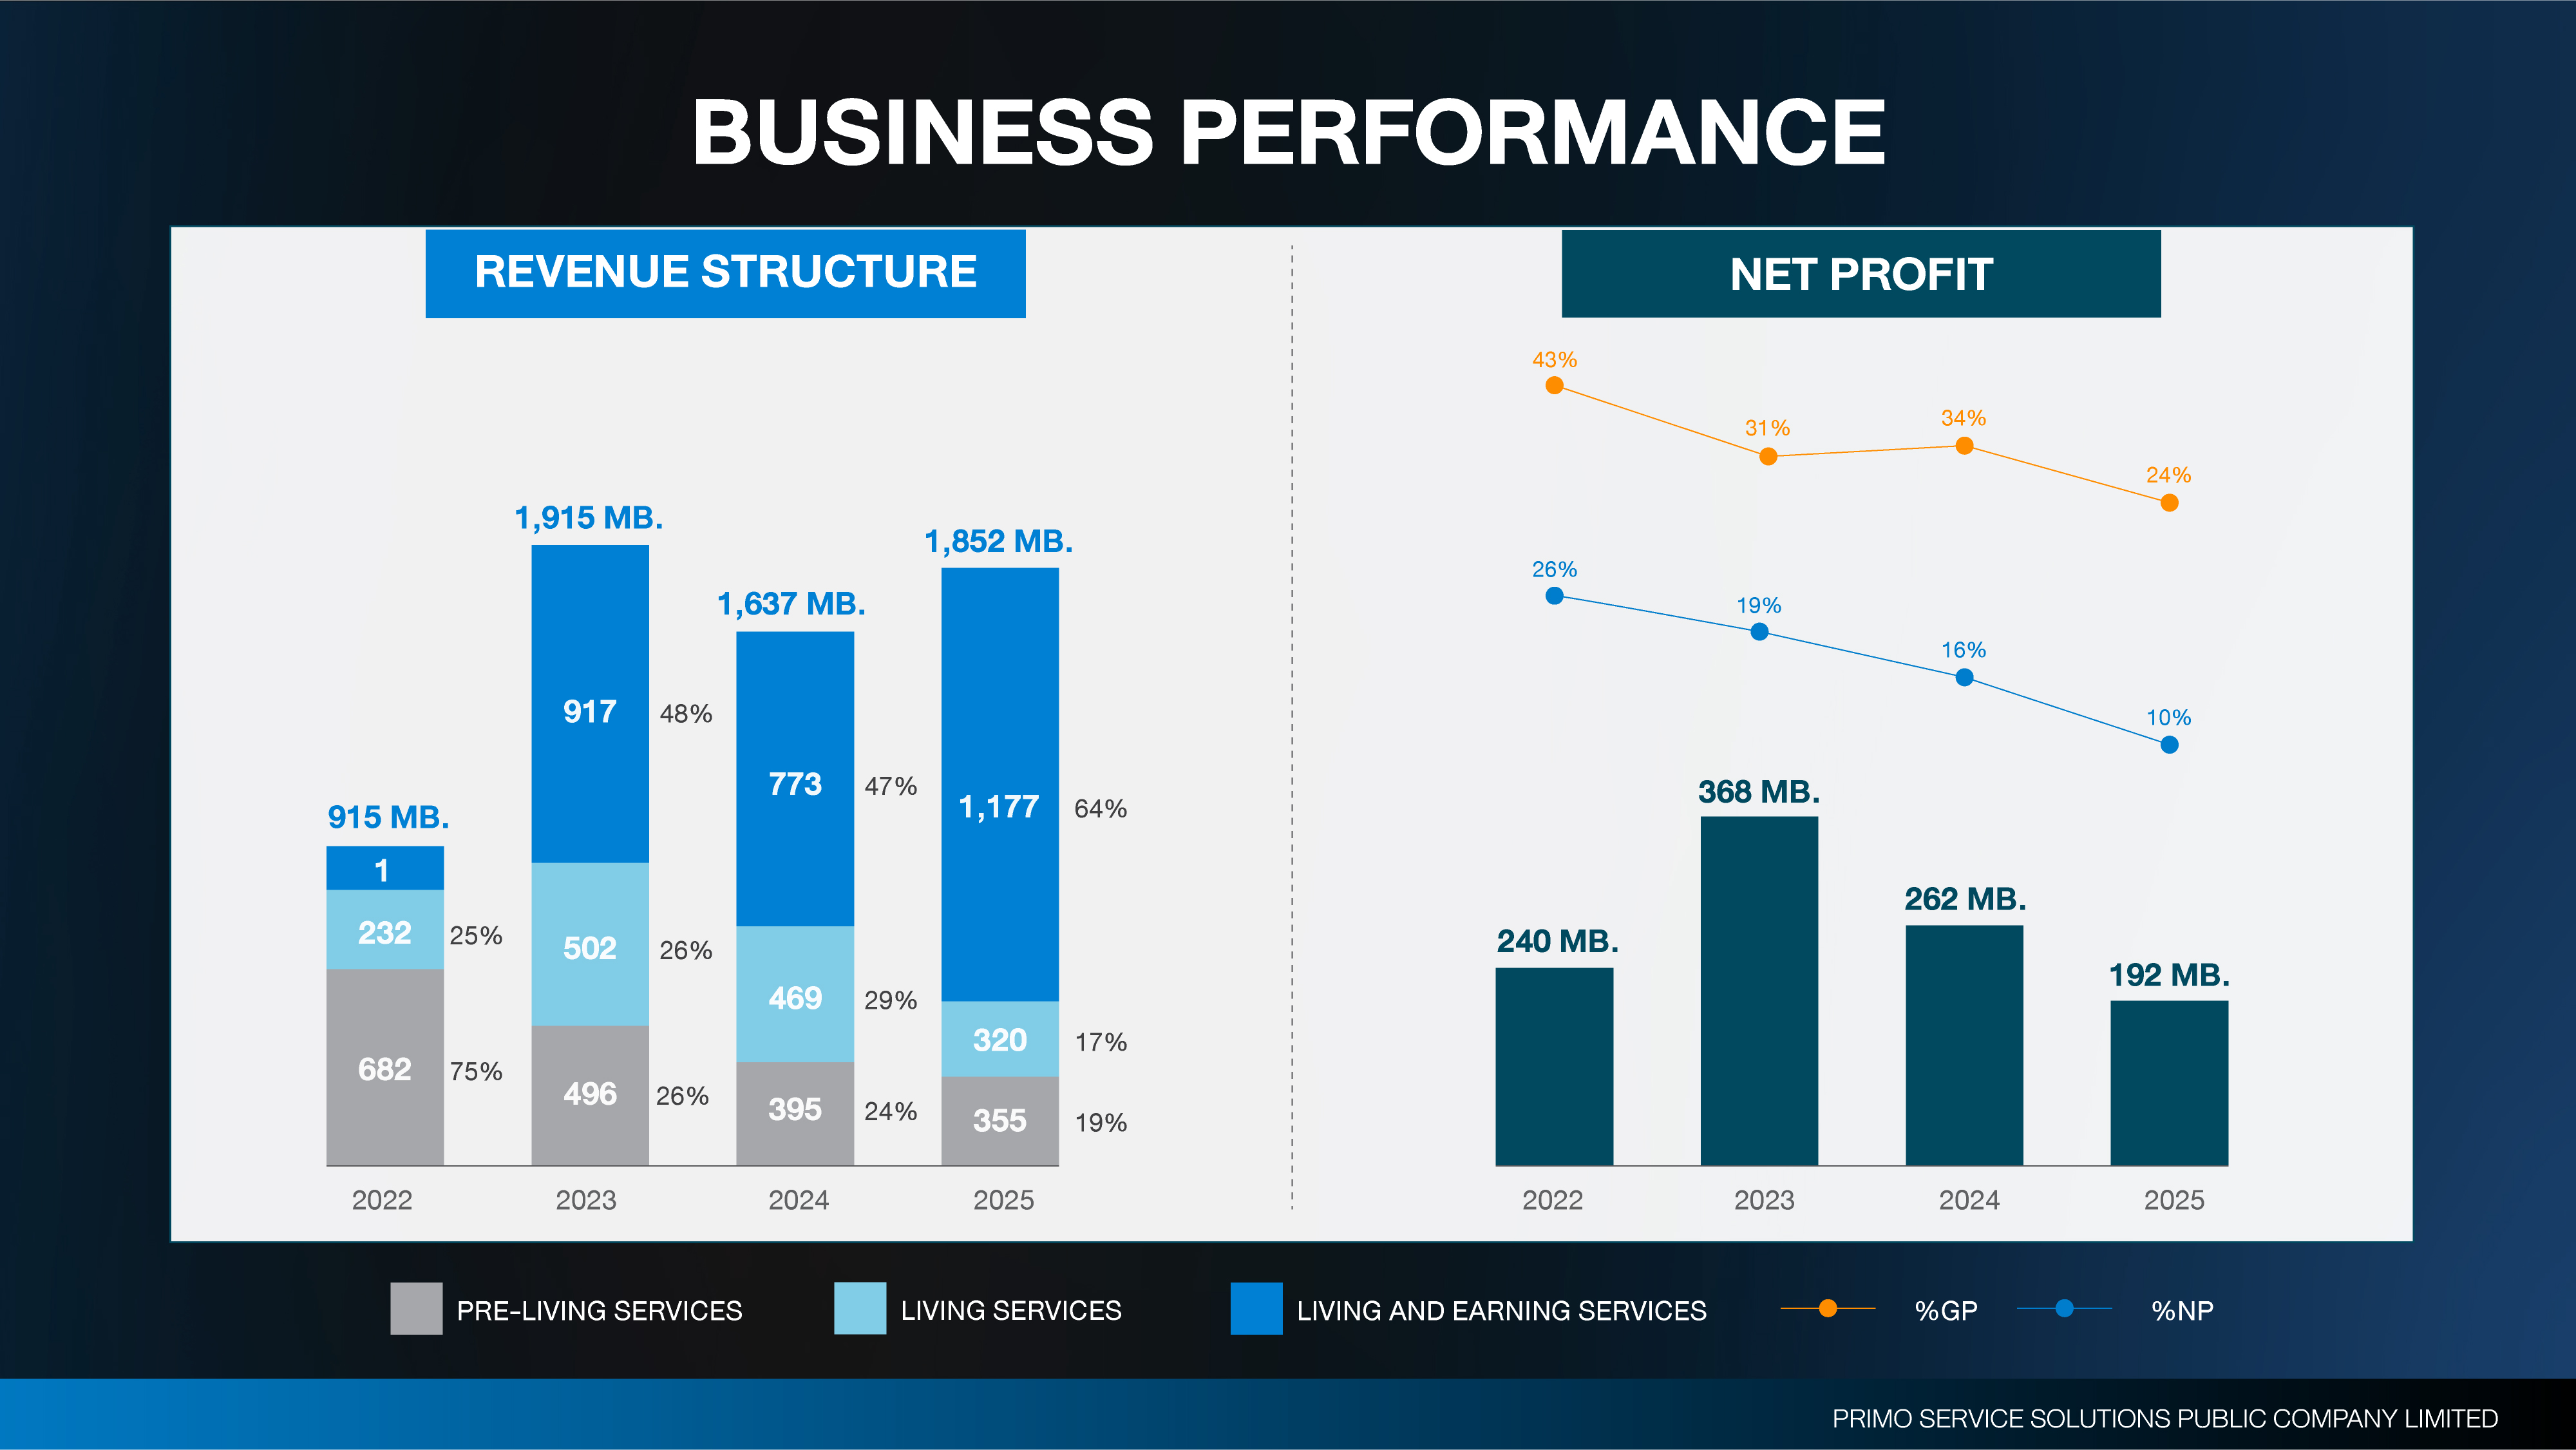 BUSINESS PERFORMANCE
REVENUE STRUCTURE
1,915 MB.
1,852 MB.
1,637 MB.
917
48%
773
47%
1,177
64%
915 MB.
1
232
25%
502
26%
469
29%
320
17%
682
75%
496
26%
395
24%
355
19%
2022
2023
2024
2025
NET PROFIT
43%
31%
34%
24%
26%
19%
16%
10%
368 MB.
262 MB.
240 MB.
192 MB.
2022
2023
2024
2025
PRE-LIVING SERVICES
LIVING SERVICES
LIVING AND EARNING SERVICES
%GP
%NP
PRIMO SERVICE SOLUTIONS PUBLIC COMPANY LIMITED